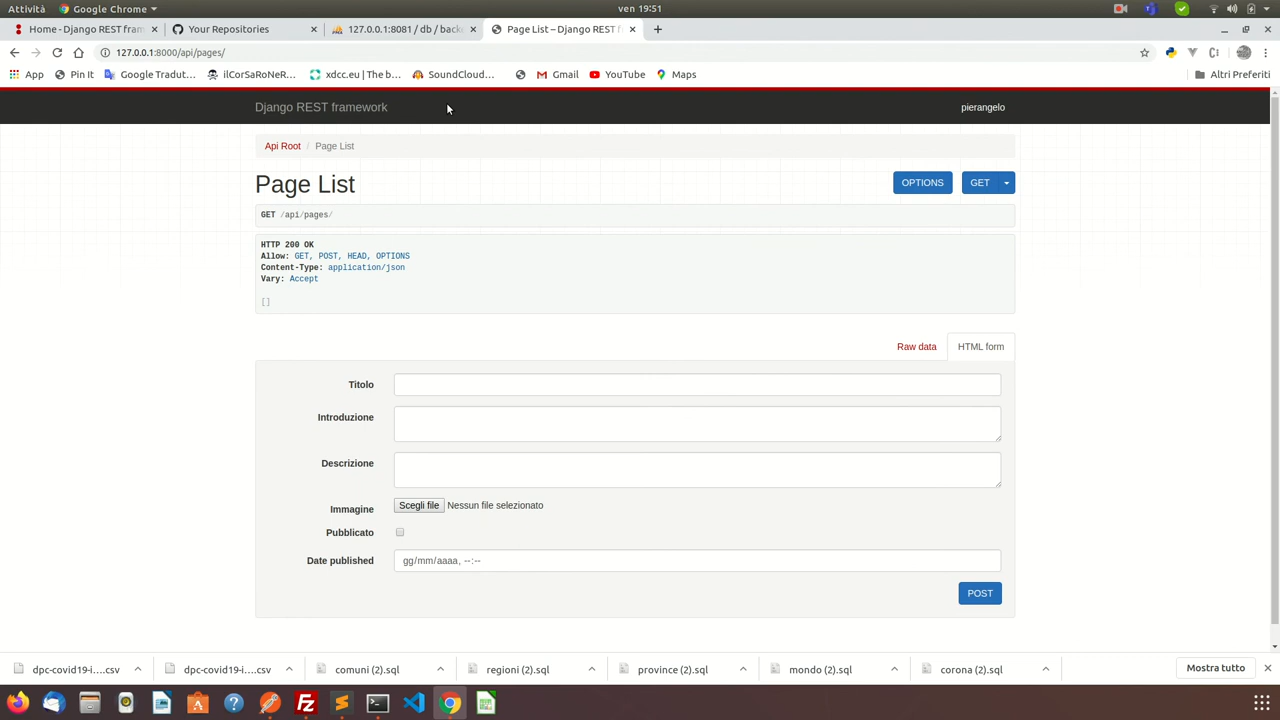 Attività
Google Chrome
ven 19:51
Home - Django REST fram
Your Repositories
127.0.0.1:8081 / db / backe
Page List – Django REST f
127.0.0.1:8000/api/pages/
App
Pin It
Google Tradut...
ilCorSaRoNeR...
xdcc.eu | The b...
SoundCloud...
Gmail
YouTube
Maps
Altri Preferiti
Django REST framework
pierangelo
Api Root / Page List
Page List
OPTIONS
GET
GET /api/pages/
HTTP 200 OK
Allow: GET, POST, HEAD, OPTIONS
Content-Type: application/json
Vary: Accept
[]
Raw data
HTML form
Titolo
Introduzione
Descrizione
Immagine
Scegli file Nessun file selezionato
Pubblicato
Date published
gg/mm/aaaa, --:--
POST
dpc-covid19-i....csv
dpc-covid19-i....csv
comuni (2).sql
regioni (2).sql
province (2).sql
mondo (2).sql
corona (2).sql
Mostra tutto